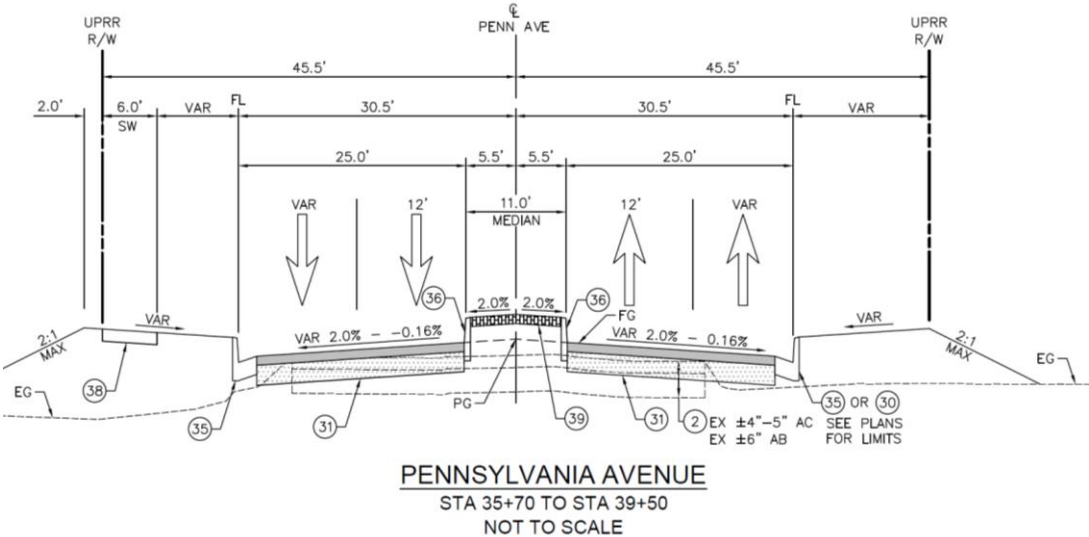 ℄
UPRR
R/W
PENN AVE
UPRR
R/W
45.5'
45.5'
2.0'
6.0'
SW
VAR
FL
30.5'
30.5'
FL
VAR
25.0'
5.5'
5.5'
25.0'
11.0'
MEDIAN
VAR
12'
12'
VAR
36
2.0%
2.0%
36
FG
VAR
VAR 2.0% - -0.16%
VAR 2.0% - 0.16%
VAR
2:1
MAX
2:1
MAX
38
EG
EG
PG
35
31
39
31
2
EX ±4"-5" AC
EX ±6" AB
35 OR 30
SEE PLANS
FOR LIMITS
PENNSYLVANIA AVENUE
STA 35+70 TO STA 39+50
NOT TO SCALE